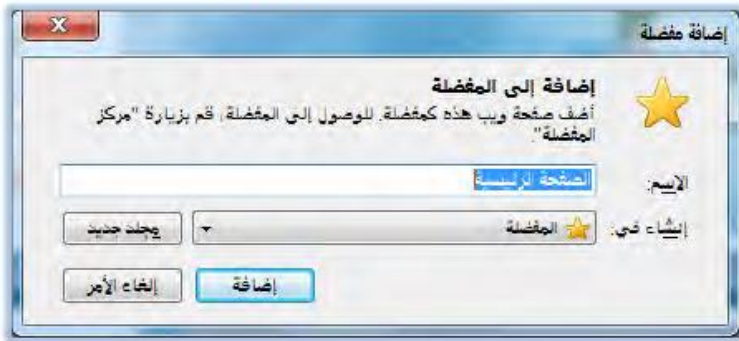 إضافة مفضلة
إضافة إلى المفضلة
أضف صفحة ويب هذه كمفضلة. للوصول إلى المفضلة، قم بزيارة "مركز
المفضلة".
الاسم:
الصفحة الرئيسية
إنشاء في:
المفضلة
مجلد جديد
إضافة
إلغاء الأمر